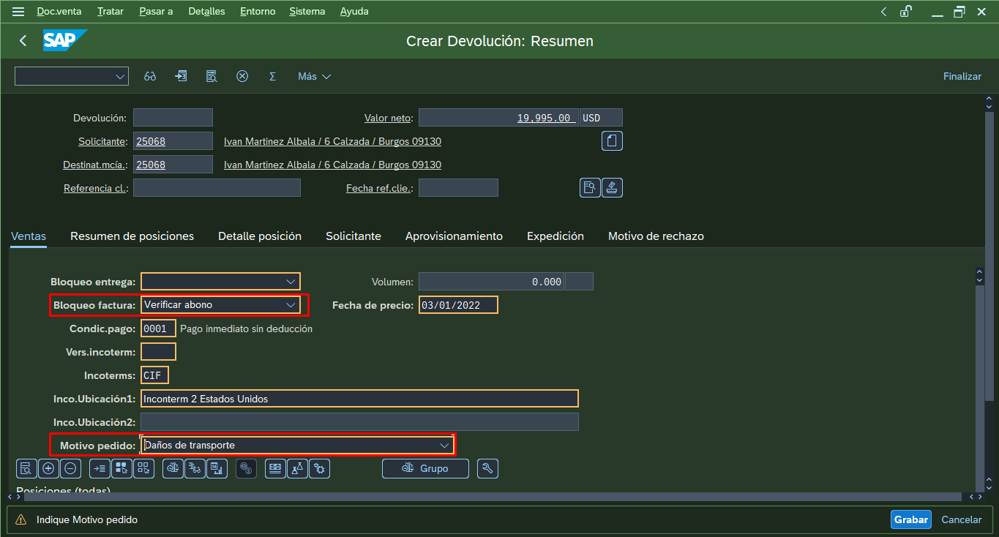 Doc.venta Tratar Pasar a Detalles Entorno Sistema Ayuda
SAP Crear Devolución: Resumen
Más Finalizar
Devolución: Valor neto: 19,995.00 USD
Solicitante: 25068 Ivan Martinez Albala / 6 Calzada / Burgos 09130
Destinat.mcía.: 25068 Ivan Martinez Albala / 6 Calzada / Burgos 09130
Referencia cl.: Fecha ref.clie.:
Ventas Resumen de posiciones Detalle posición Solicitante Aprovisionamiento Expedición Motivo de rechazo
Bloqueo entrega: Volumen: 0.000
Bloqueo factura: Verificar abono Fecha de precio: 03/01/2022
Condic.pago: 0001 Pago inmediato sin deducción
Vers.incoterm:
Incoterms: CIF
Inco.Ubicación1: Inconterm 2 Estados Unidos
Inco.Ubicación2:
Motivo pedido: Daños de transporte
Grupo
Posiciones (todas)
Indique Motivo pedido Grabar Cancelar